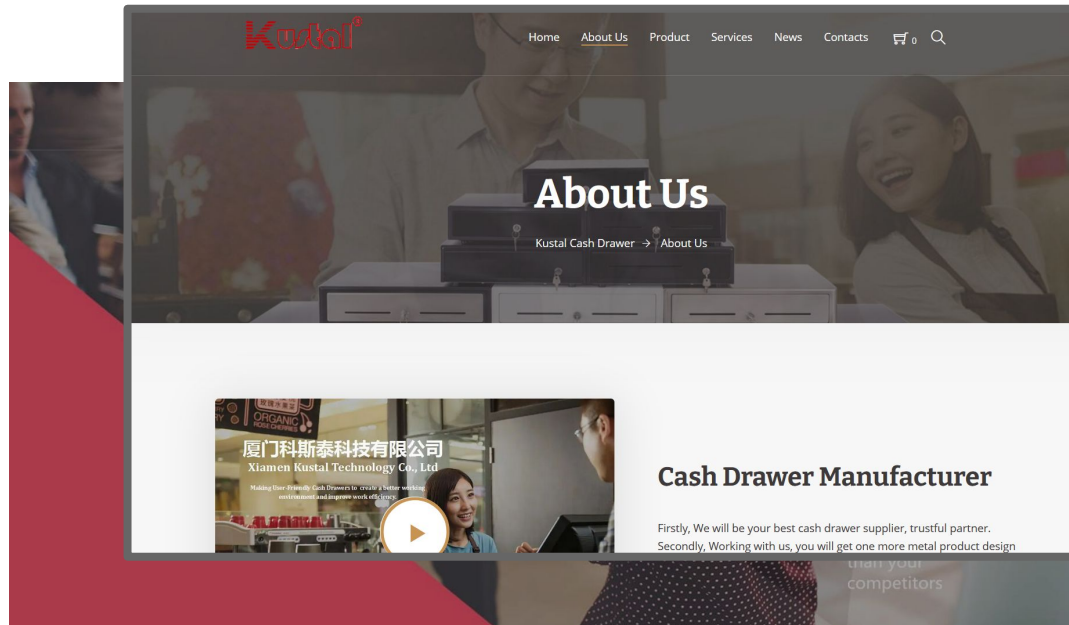 Kustal®
Home About Us Product Services News Contacts 0
About Us
Kustal Cash Drawer → About Us
ORGANIC
ROSE CHERRIES
厦门科斯泰科技有限公司
Xiamen Kustal Technology Co., Ltd
Making User-Friendly Cash Drawers to create a better working
environment and improve work efficiency.
Cash Drawer Manufacturer
Firstly, We will be your best cash drawer supplier, trustful partner.
Secondly, Working with us, you will get one more metal product design
than your
competitors